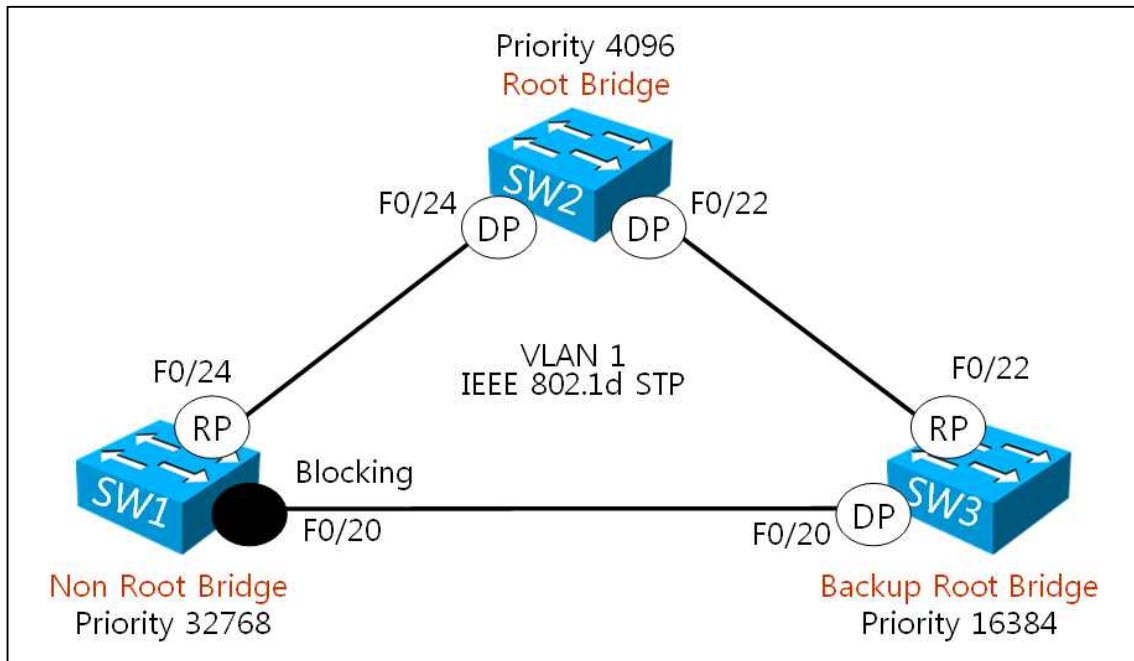 Priority 4096
Root Bridge
SW2
F0/24
DP
DP
F0/22
VLAN 1
IEEE 802.1d STP
F0/24
RP
F0/22
RP
SW1
Blocking
F0/20
F0/20
DP
SW3
Non Root Bridge
Priority 32768
Backup Root Bridge
Priority 16384